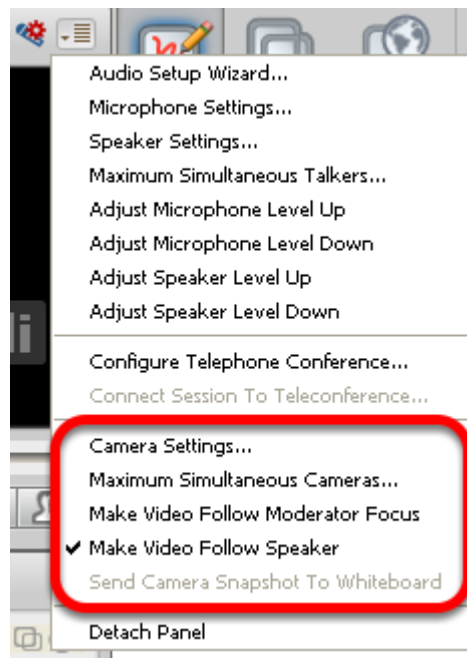 Audio Setup Wizard...
Microphone Settings...
Speaker Settings...
Maximum Simultaneous Talkers...
Adjust Microphone Level Up
Adjust Microphone Level Down
Adjust Speaker Level Up
Adjust Speaker Level Down
Configure Telephone Conference...
Connect Session To Teleconference...
Camera Settings...
Maximum Simultaneous Cameras...
Make Video Follow Moderator Focus
Make Video Follow Speaker
Send Camera Snapshot To Whiteboard
Detach Panel